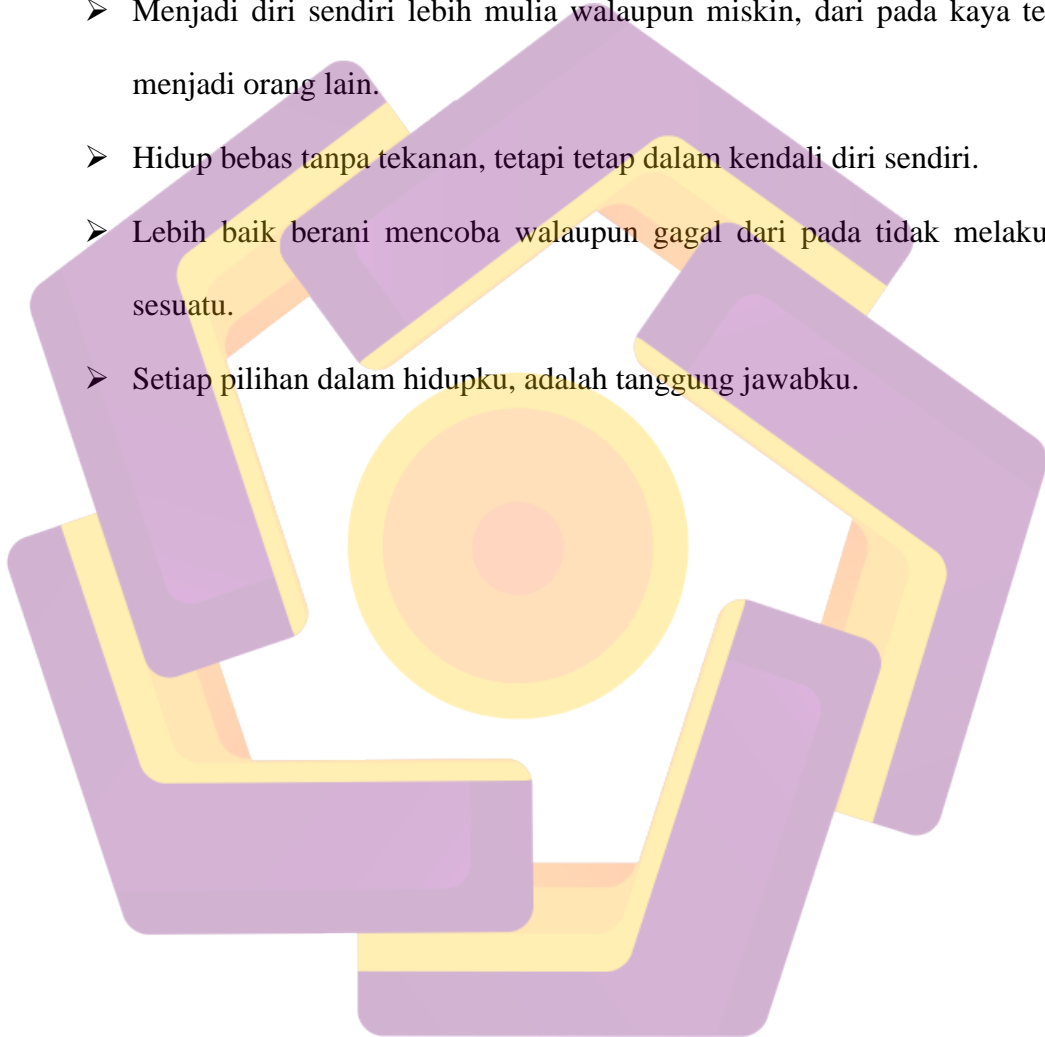 ➢ Menjadi diri sendiri lebih mulia walaupun miskin, dari pada kaya te
menjadi orang lain.
➢ Hidup bebas tanpa tekanan, tetapi tetap dalam kendali diri sendiri.
➢ Lebih baik berani mencoba walaupun gagal dari pada tidak melaku
sesuatu.
➢ Setiap pilihan dalam hidupku, adalah tanggung jawabku.